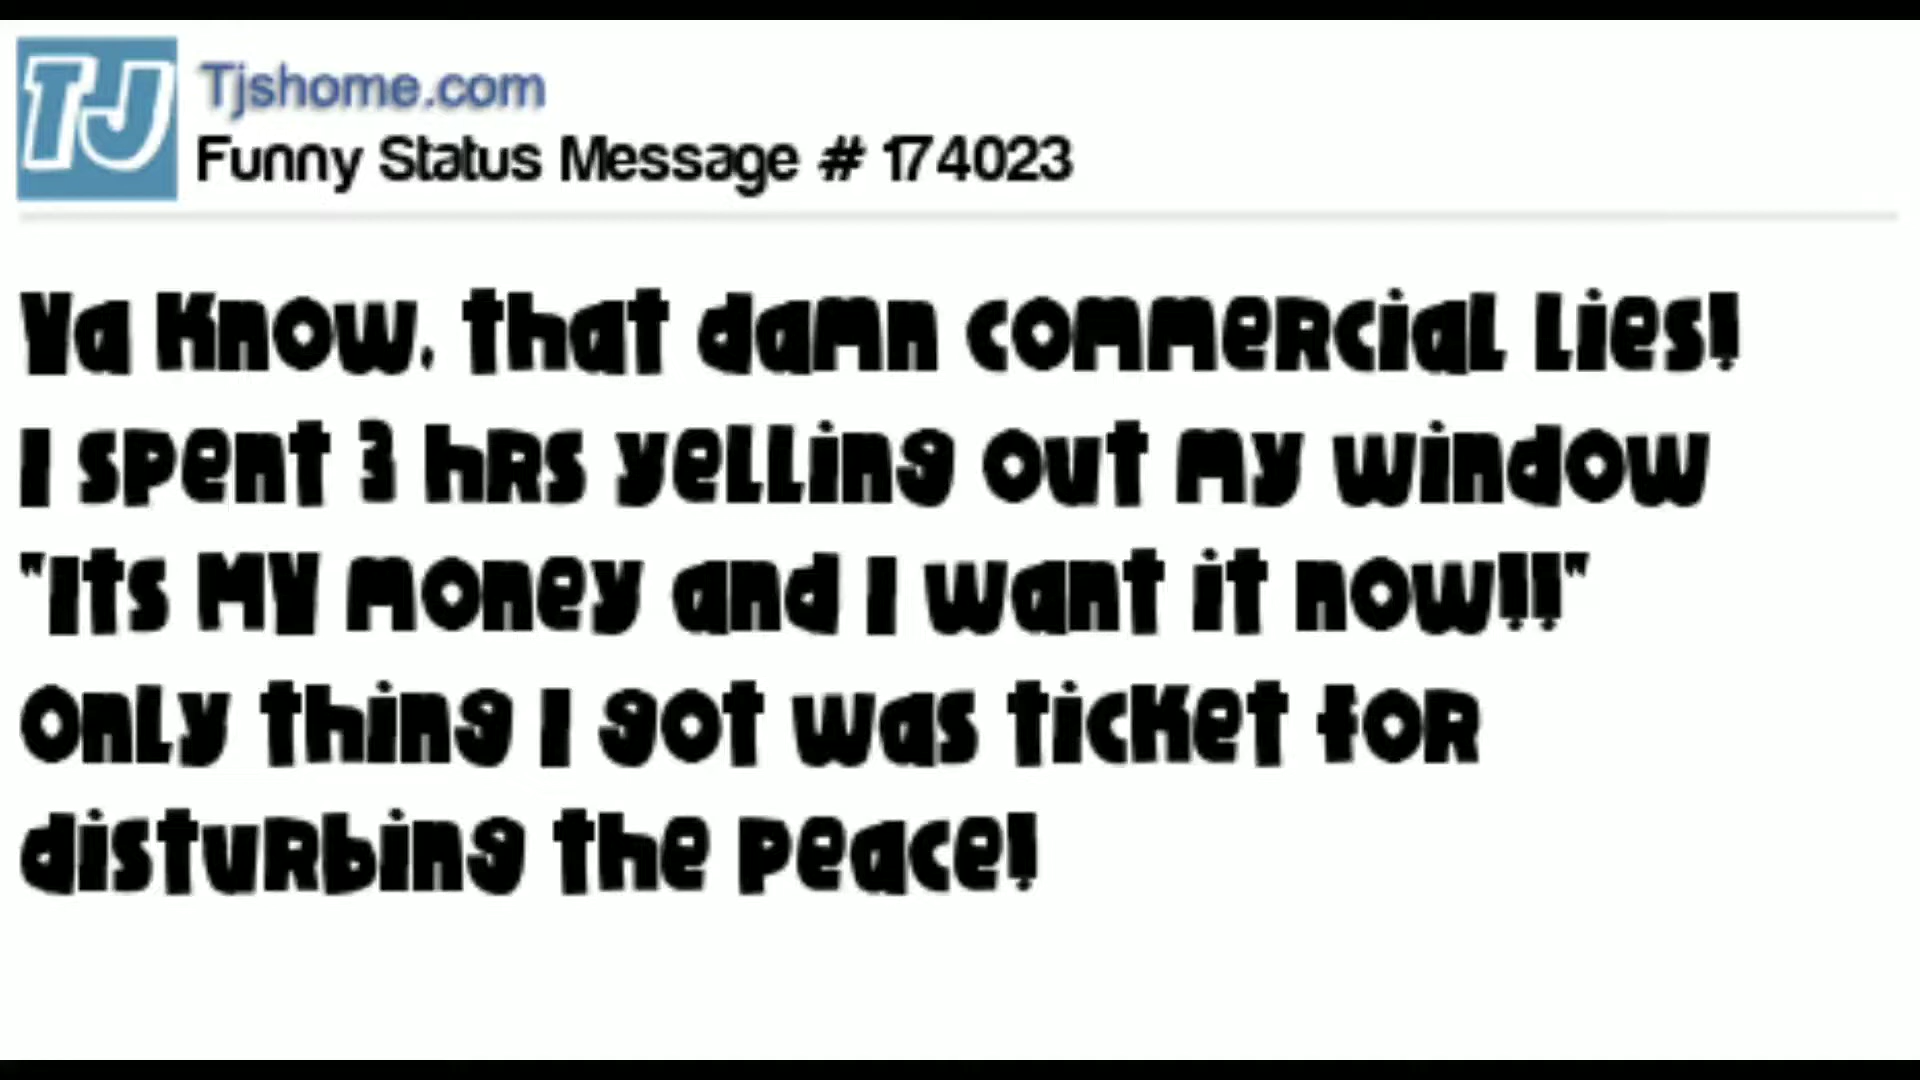 TJ
Tjshome.com
Funny Status Message # 174023
Ya know, that damn commercial lies!
I spent 3 hrs yelling out my window
"Its MY money and I want it now!!"
Only thing I got was ticket for
disturbing the peace!